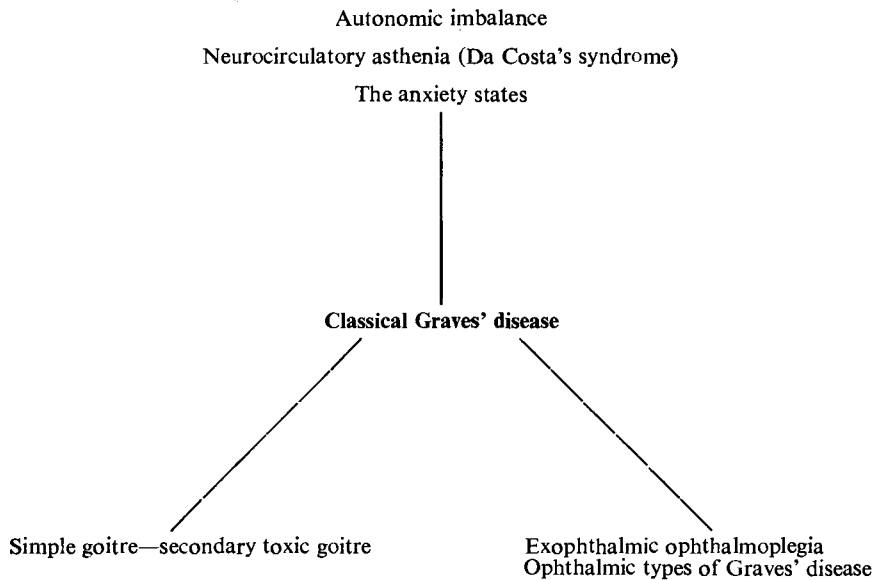 Autonomic imbalance
Neurocirculatory asthenia (Da Costa's syndrome)
The anxiety states
Classical Graves' disease
Simple goitre—secondary toxic goitre
Exophthalmic ophthalmoplegia
Ophthalmic types of Graves' disease